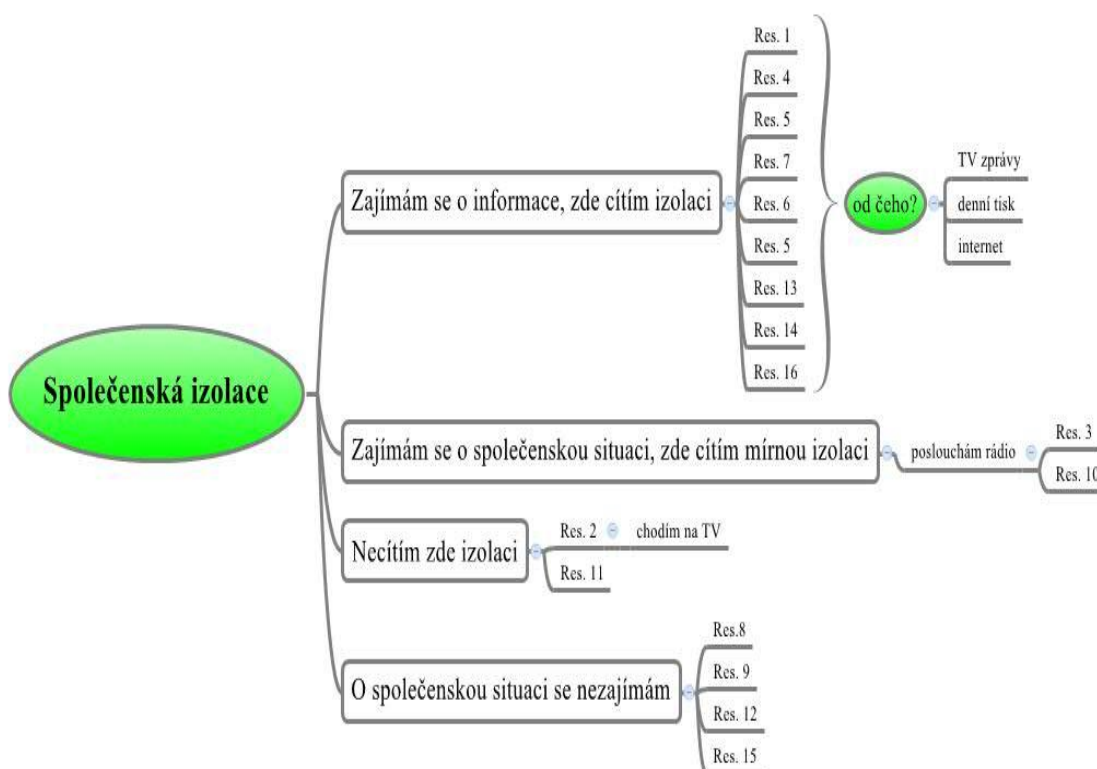 Společenská izolace
Zajímám se o informace, zde cítím izolaci
Res. 1
Res. 4
Res. 5
Res. 7
Res. 6
Res. 5
Res. 13
Res. 14
Res. 16
od čeho?
TV zprávy
denní tisk
internet
Zajímám se o společenskou situaci, zde cítím mírnou izolaci
poslouchám rádio
Res. 3
Res. 10
Necítím zde izolaci
Res. 2
chodím na TV
Res. 11
O společenskou situaci se nezajímám
Res.8
Res. 9
Res. 12
Res. 15